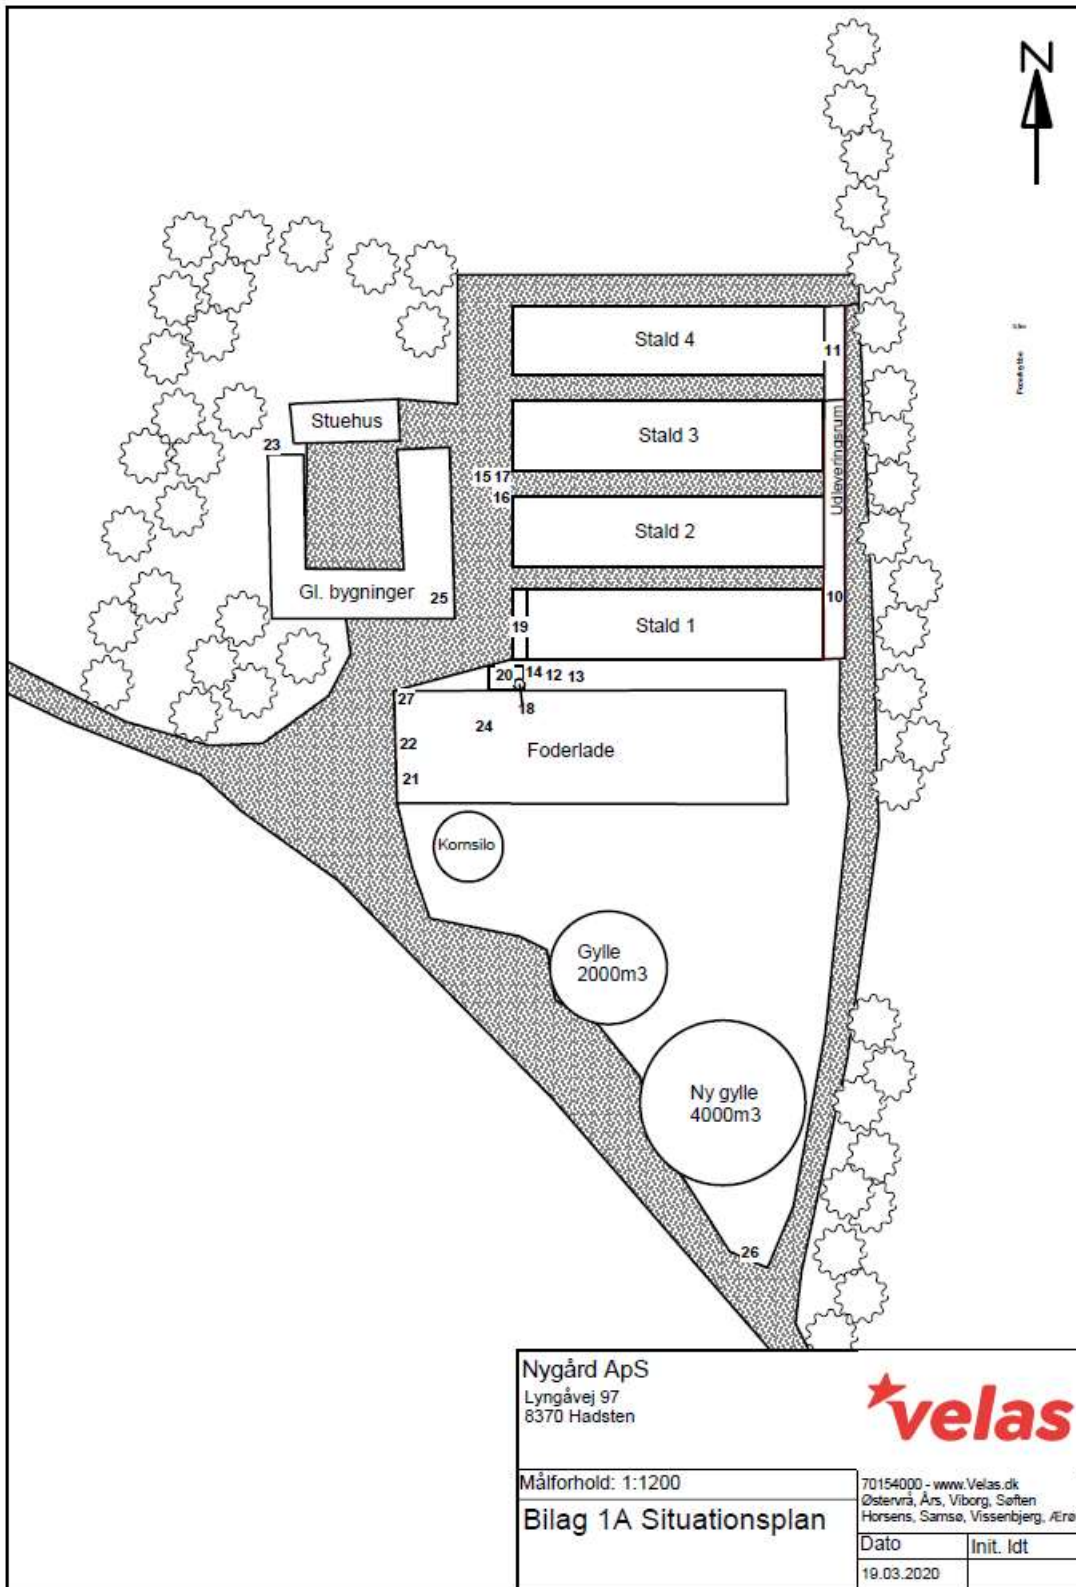 N
Stald 4
11
Stuehus
Stald 3
Udleveringsrum
23
15 17
16
Stald 2
Gl. bygninger
25
10
19
Stald 1
20
14 12 13
27
18
24
22
Foderlade
21
Kornsilo
Gylle
2000m3
Ny gylle
4000m3
26
Nygård ApS
Lyngåvej 97
8370 Hadsten
velas
Målforhold: 1:1200
70154000 - www.Velas.dk
Østervrå, Års, Viborg, Søften
Horsens, Samsø, Vissenbjerg, Ærø
Bilag 1A Situationsplan
Dato
Init. ldt
19.03.2020